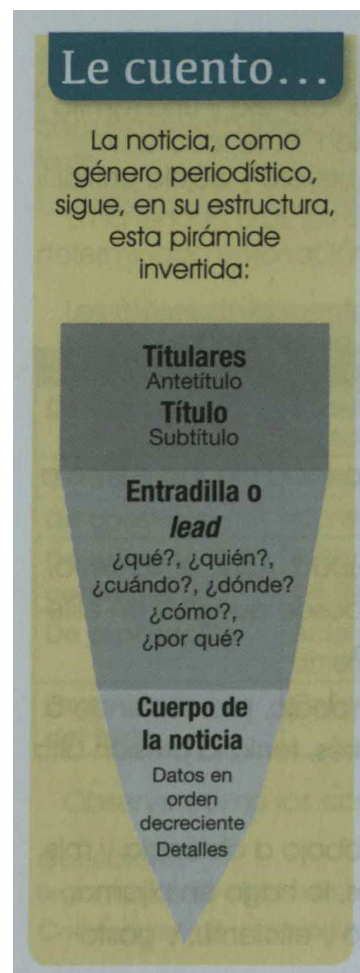 Le cuento...
La noticia, como
género periodístico,
sigue, en su estructura,
esta pirámide
invertida:
Titulares
Antetítulo
Título
Subtítulo
Entradilla o
lead
¿qué?, ¿quién?,
¿cuándo?, ¿dónde?
¿cómo?,
¿por qué?
Cuerpo de
la noticia
Datos en
orden
decreciente
Detalles